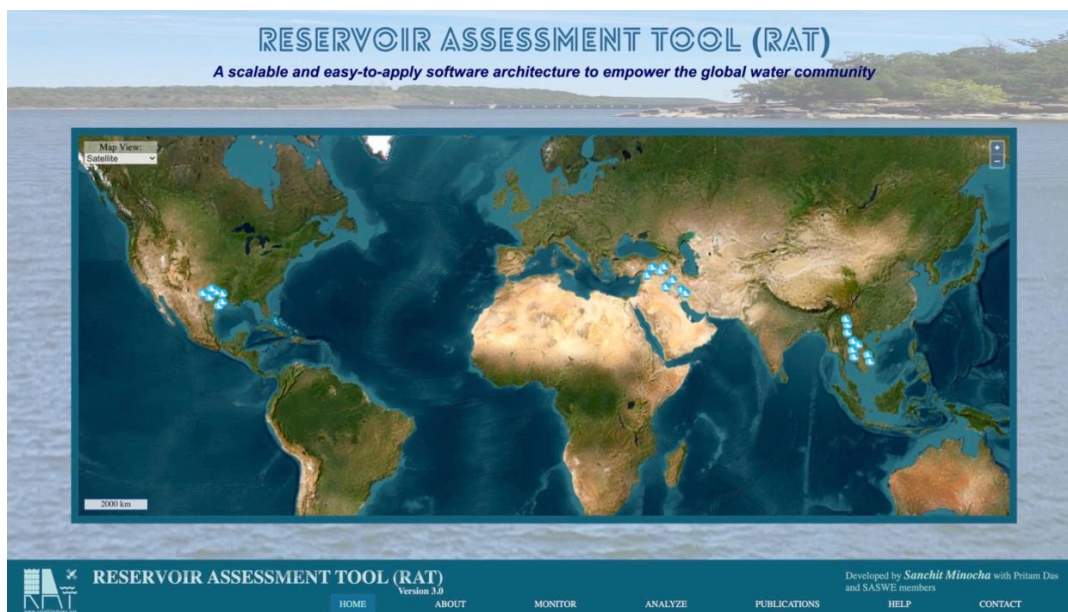 RESERVOIR ASSESSMENT TOOL (RAT)
A scalable and easy-to-apply software architecture to empower the global water community
Map View:
Satellite
+
−
2000 km
RAT
RESERVOIR ASSESSMENT TOOL (RAT)
Version 3.0
Developed by Sanchit Minocha with Pritam Das
and SASWE members
HOME ABOUT MONITOR ANALYZE PUBLICATIONS HELP CONTACT